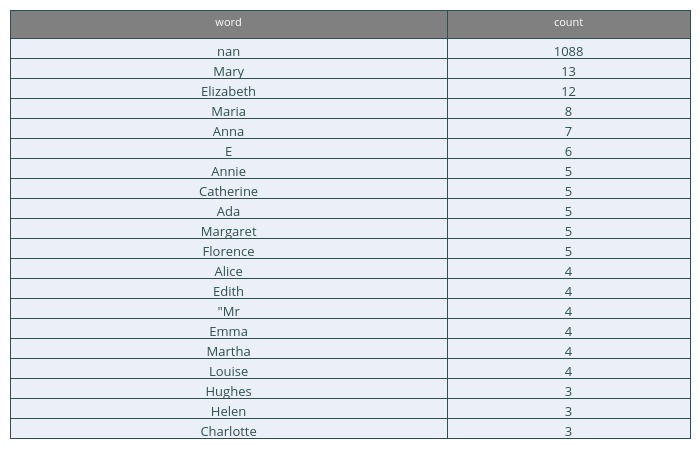 word count
nan 1088
Mary 13
Elizabeth 12
Maria 8
Anna 7
E 6
Annie 5
Catherine 5
Ada 5
Margaret 5
Florence 5
Alice 4
Edith 4
"Mr 4
Emma 4
Martha 4
Louise 4
Hughes 3
Helen 3
Charlotte 3